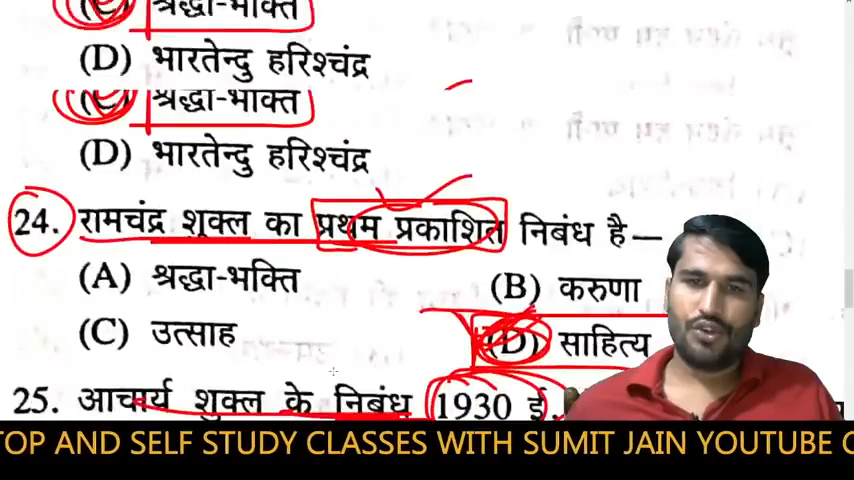 (C) श्रद्धा-भक्ति
(D) भारतेन्दु हरिश्चंद्र
(C) श्रद्धा-भक्ति
(D) भारतेन्दु हरिश्चंद्र
24. रामचंद्र शुक्ल का प्रथम प्रकाशित निबंध है—
(A) श्रद्धा-भक्ति (B) करुणा
(C) उत्साह (D) साहित्य
25. आचार्य शुक्ल के निबंध 1930 ई.
TOP AND SELF STUDY CLASSES WITH SUMIT JAIN YOUTUBE C